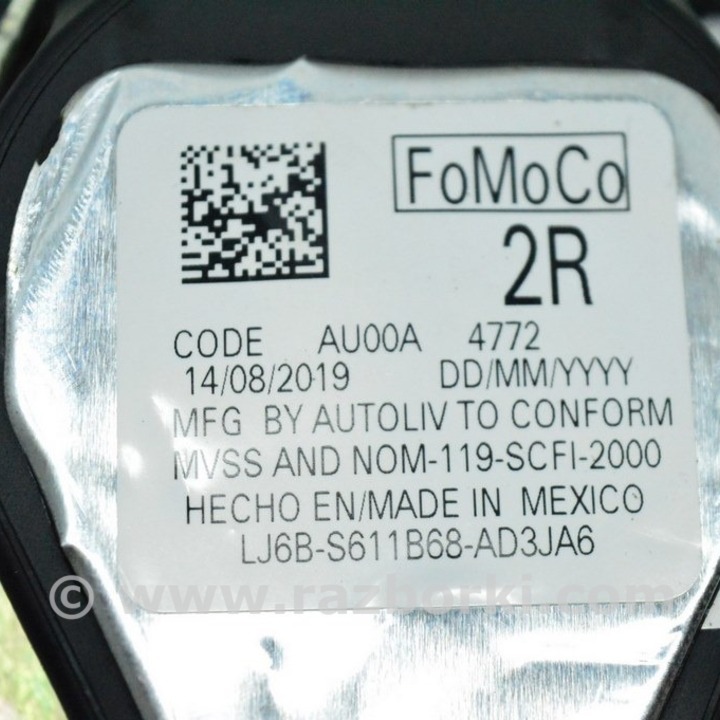 FoMoCo
2R
CODE AU00A 4772
14/08/2019 DD/MM/YYYY
MFG BY AUTOLIV TO CONFORM
MVSS AND NOM-119-SCFI-2000
HECHO EN/MADE IN MEXICO
LJ6B-S611B68-AD3JA6
© www.razborki.com